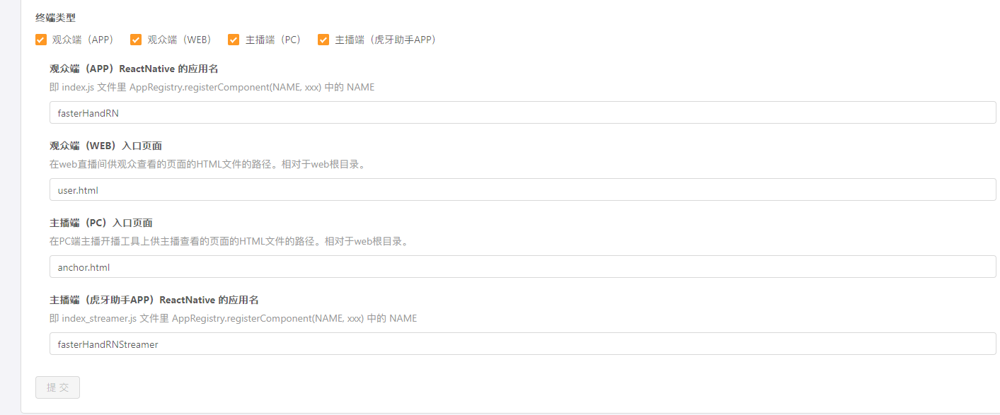 终端类型
观众端（APP） 观众端（WEB） 主播端（PC） 主播端（虎牙助手APP）
观众端（APP）ReactNative 的应用名
即 index.js 文件里 AppRegistry.registerComponent(NAME, xxx) 中的 NAME
fasterHandRN
观众端（WEB）入口页面
在web直播间供观众查看的页面的HTML文件的路径。相对于web根目录。
user.html
主播端（PC）入口页面
在PC端主播开播工具上供主播查看的页面的HTML文件的路径。相对于web根目录。
anchor.html
主播端（虎牙助手APP）ReactNative 的应用名
即 index_streamer.js 文件里 AppRegistry.registerComponent(NAME, xxx) 中的 NAME
fasterHandRNStreamer
提 交